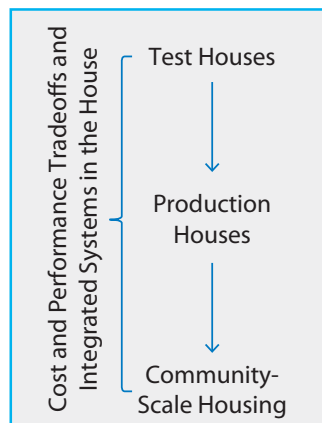 Cost and Performance Tradeoffs and
Integrated Systems in the House
Test Houses
Production
Houses
Community-
Scale Housing